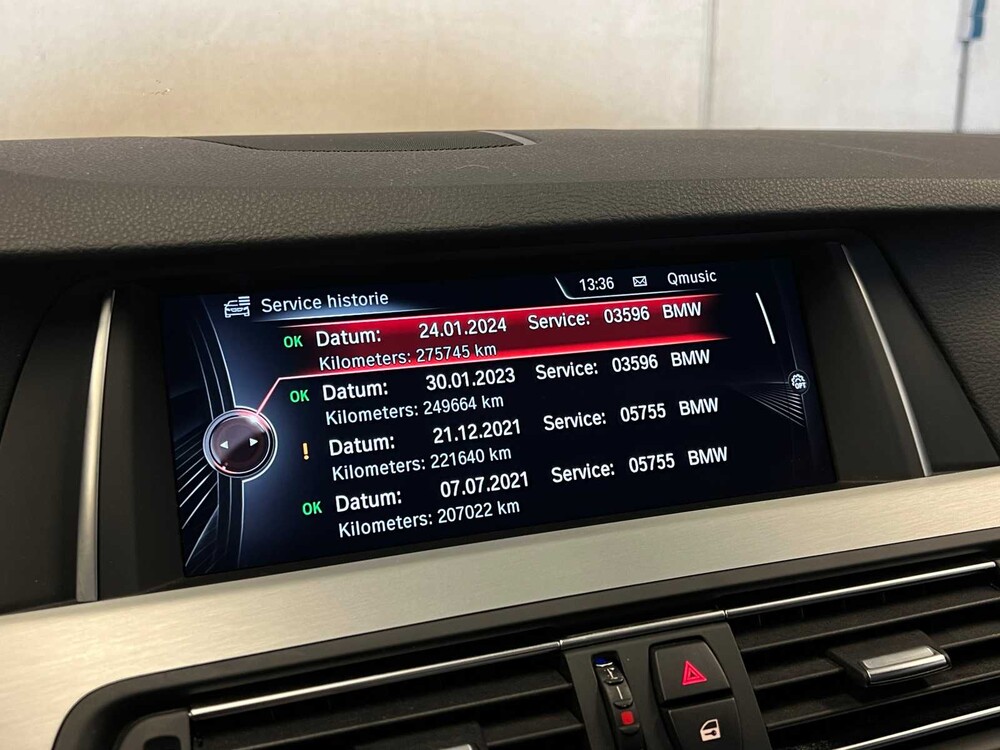 Service historie
13:36 Qmusic
OK Datum: 24.01.2024 Service: 03596 BMW
Kilometers: 275745 km
OK Datum: 30.01.2023 Service: 03596 BMW
Kilometers: 249664 km
! Datum: 21.12.2021 Service: 05755 BMW
Kilometers: 221640 km
OK Datum: 07.07.2021 Service: 05755 BMW
Kilometers: 207022 km
OPT